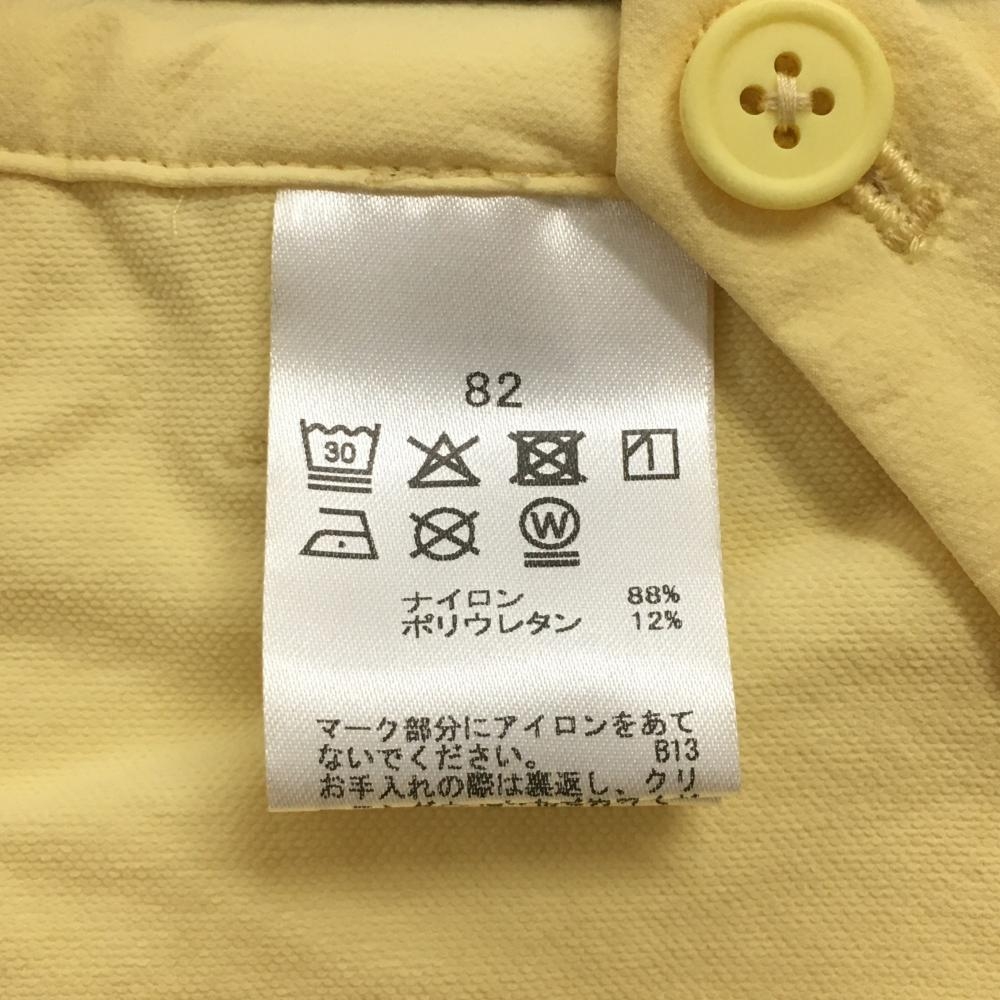 82
30
W
ナイロン 88%
ポリウレタン 12%
マーク部分にアイロンをあて
ないでください。 B13
お手入れの際は裏返し、クリ